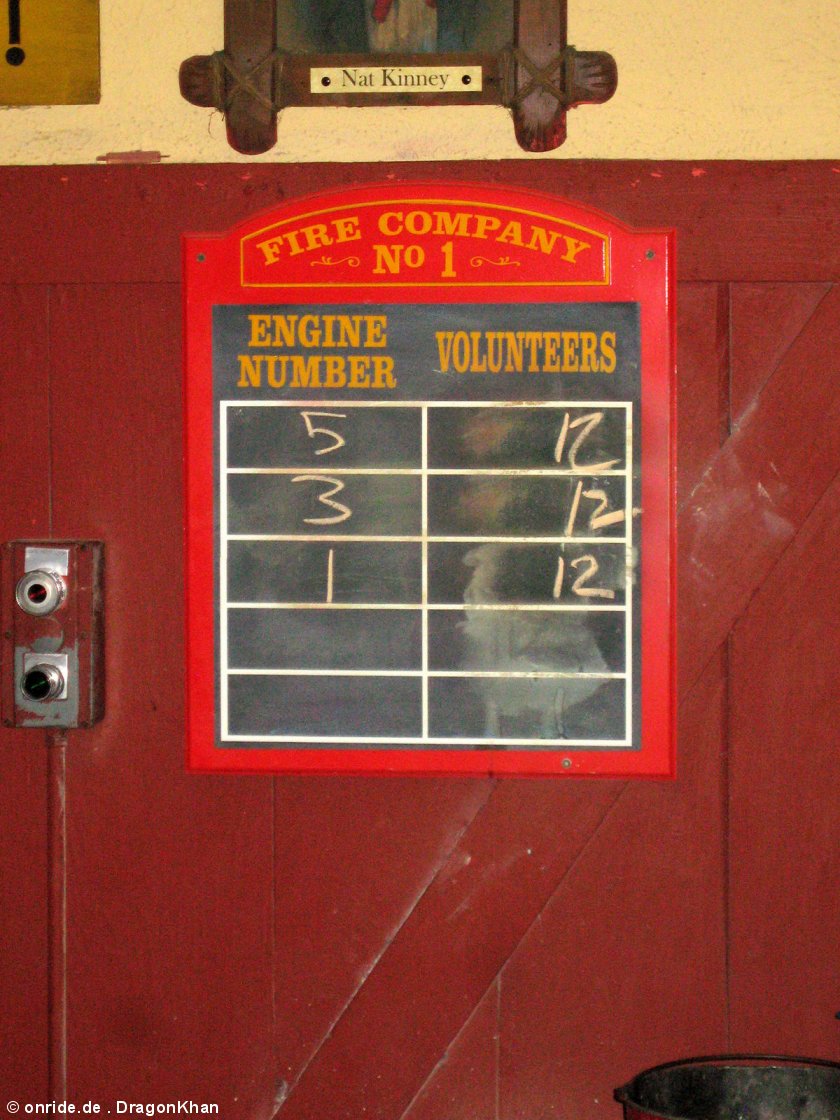 !
Nat Kinney
FIRE COMPANY
No 1
ENGINE NUMBER VOLUNTEERS
5 12
3 12
1 12
© onride.de . DragonKhan